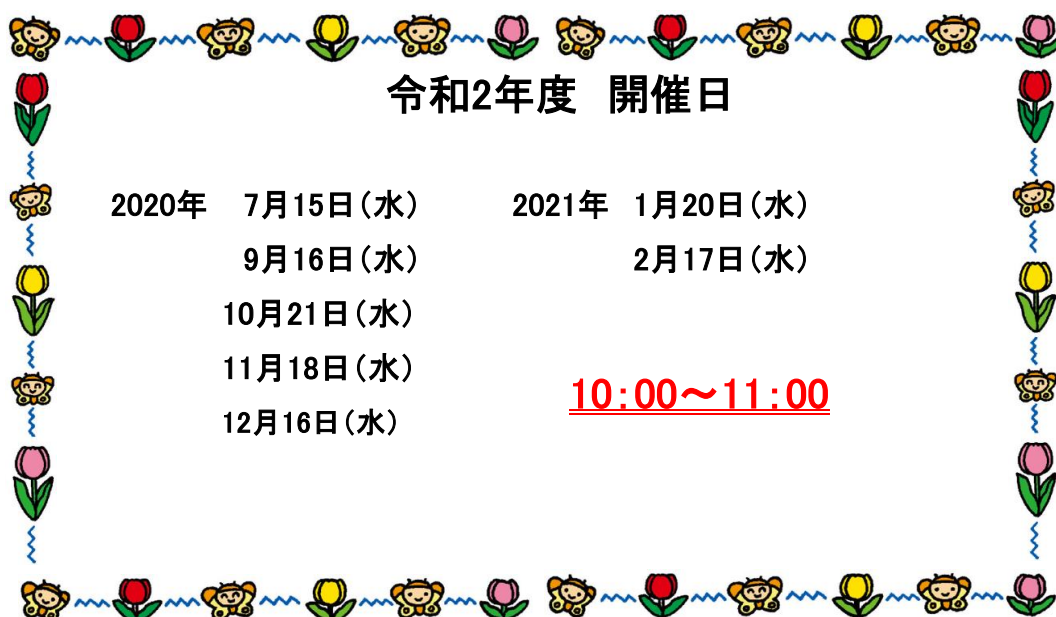 令和2年度　開催日
2020年　7月15日（水）
9月16日（水）
10月21日（水）
11月18日（水）
12月16日（水）
2021年　1月20日（水）
2月17日（水）
10：00～11：00